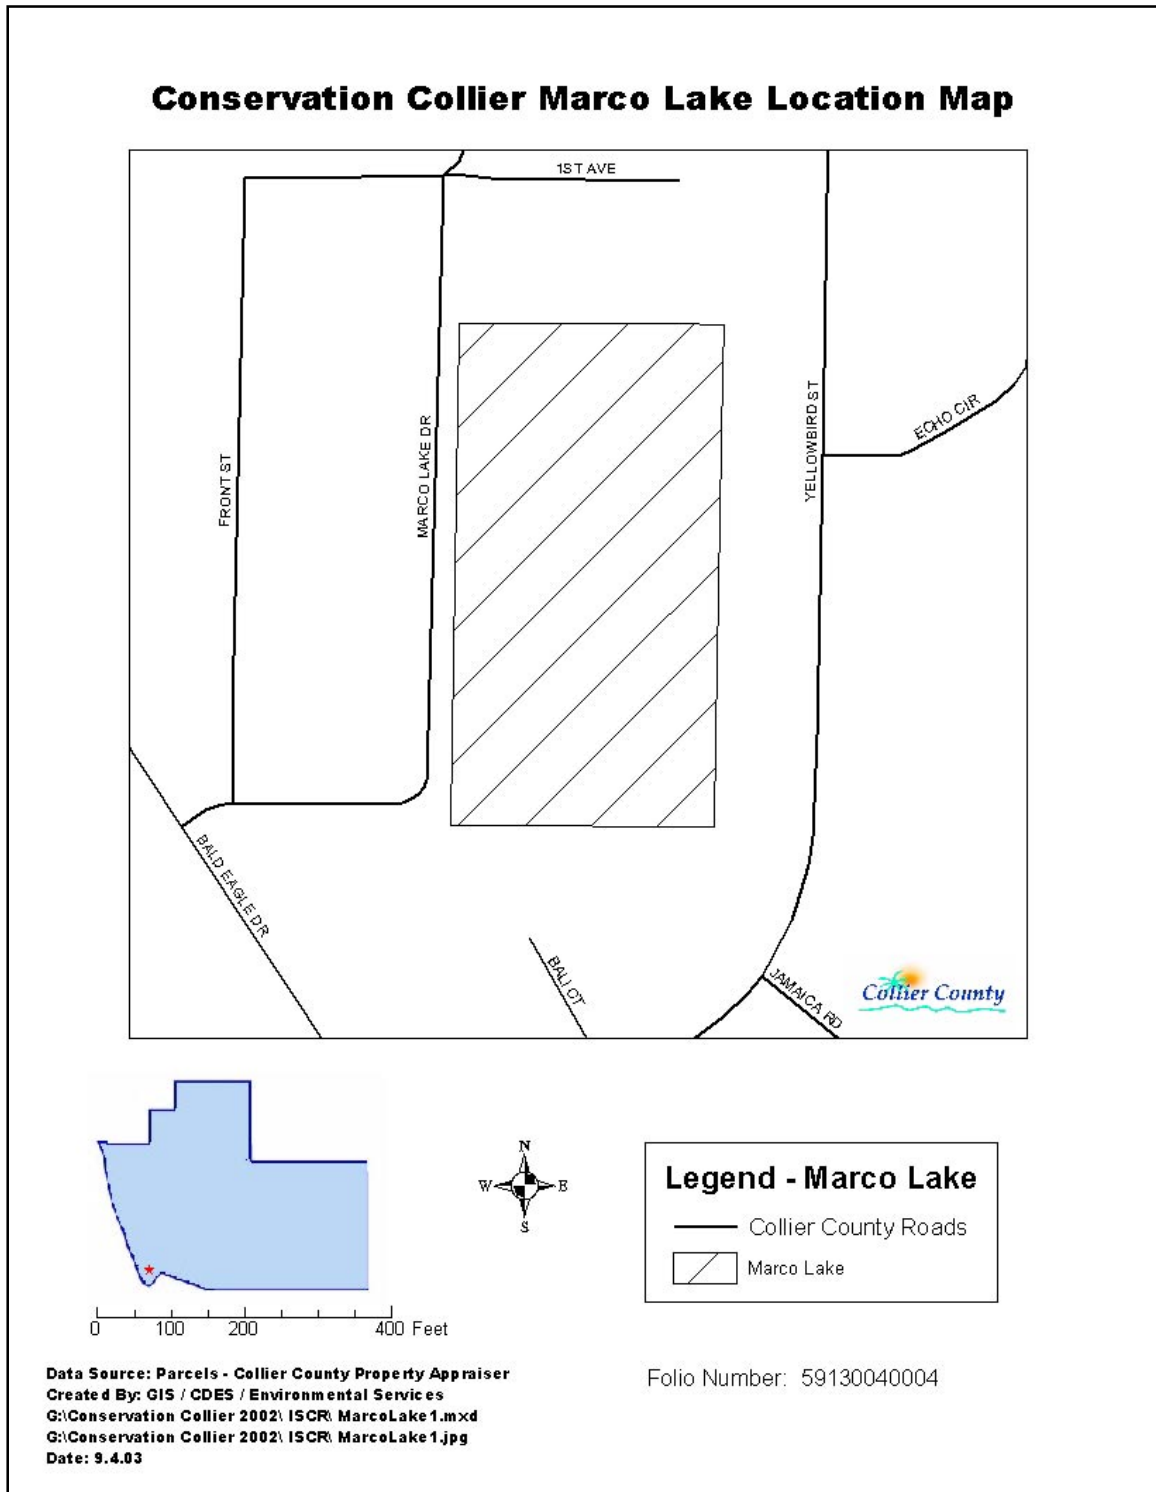 Conservation Collier Marco Lake Location Map
1ST AVE
FRONT ST
MARCO LAKE DR
YELLOWBIRD ST
ECHO CIR
BALD EAGLE DR
BALI CT
JAMAICA RD
Collier County
N
W E
S
Legend - Marco Lake
Collier County Roads
Marco Lake
0 100 200 400 Feet
Folio Number: 59130040004
Data Source: Parcels - Collier County Property Appraiser
Created By: GIS / CDES / Environmental Services
G:\Conservation Collier 2002\ ISCR\ MarcoLake1.mxd
G:\Conservation Collier 2002\ ISCR\ MarcoLake1.jpg
Date: 9.4.03